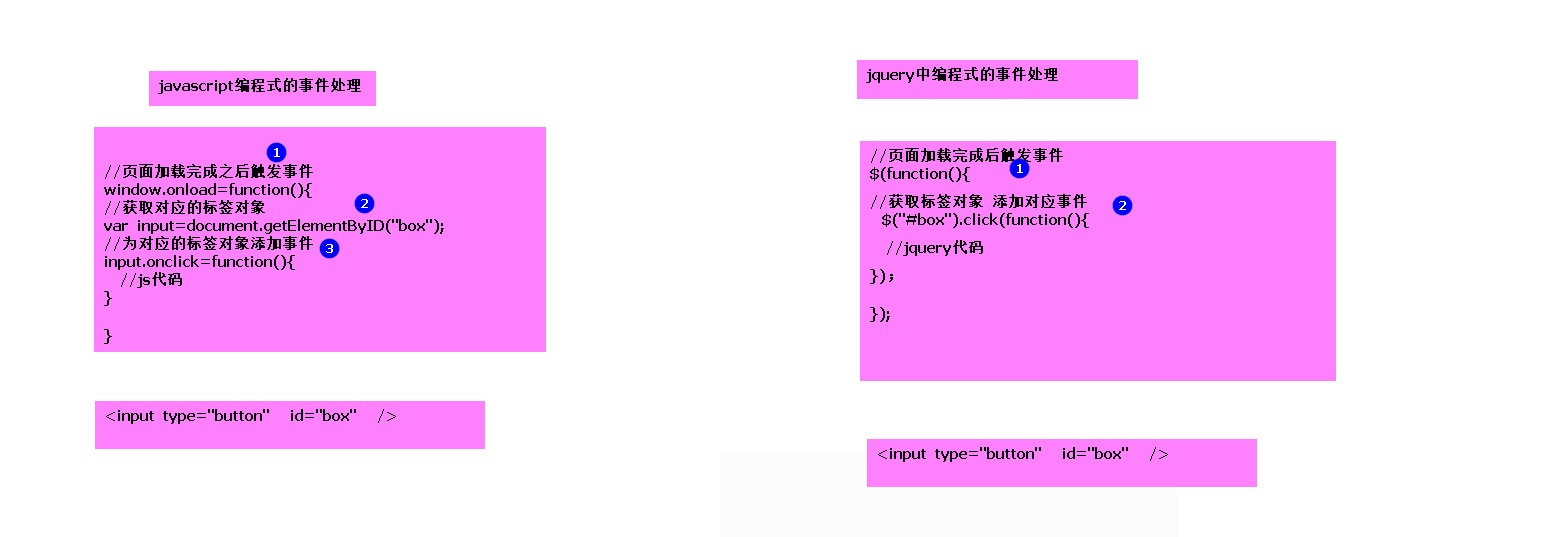 javascript编程式的事件处理
1
//页面加载完成之后触发事件
window.onload=function(){
//获取对应的标签对象
2
var input=document.getElementByID("box");
//为对应的标签对象添加事件
3
input.onclick=function(){
//js代码
}
}
<input type="button" id="box" />
jquery中编程式的事件处理
//页面加载完成后触发事件
1
$(function(){
//获取标签对象 添加对应事件
2
$("#box").click(function(){
//jquery代码
});
});
<input type="button" id="box" />